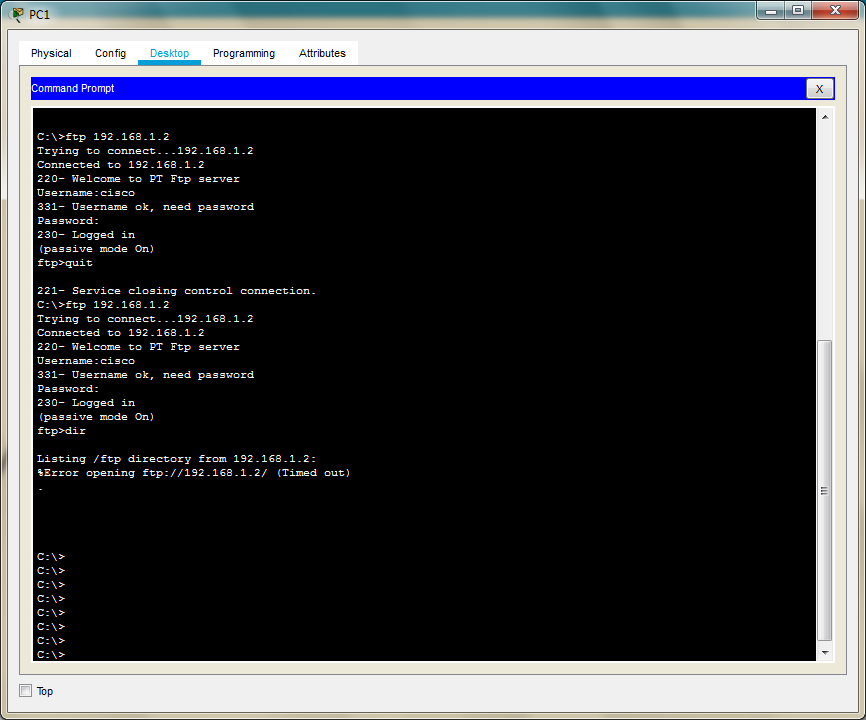 PC1
Physical Config Desktop Programming Attributes
Command Prompt
X
C:\>ftp 192.168.1.2
Trying to connect...192.168.1.2
Connected to 192.168.1.2
220- Welcome to PT Ftp server
Username:cisco
331- Username ok, need password
Password:
230- Logged in
(passive mode On)
ftp>quit
221- Service closing control connection.
C:\>ftp 192.168.1.2
Trying to connect...192.168.1.2
Connected to 192.168.1.2
220- Welcome to PT Ftp server
Username:cisco
331- Username ok, need password
Password:
230- Logged in
(passive mode On)
ftp>dir
Listing /ftp directory from 192.168.1.2:
%Error opening ftp://192.168.1.2/ (Timed out)
.
C:\>
C:\>
C:\>
C:\>
C:\>
C:\>
C:\>
C:\>
Top